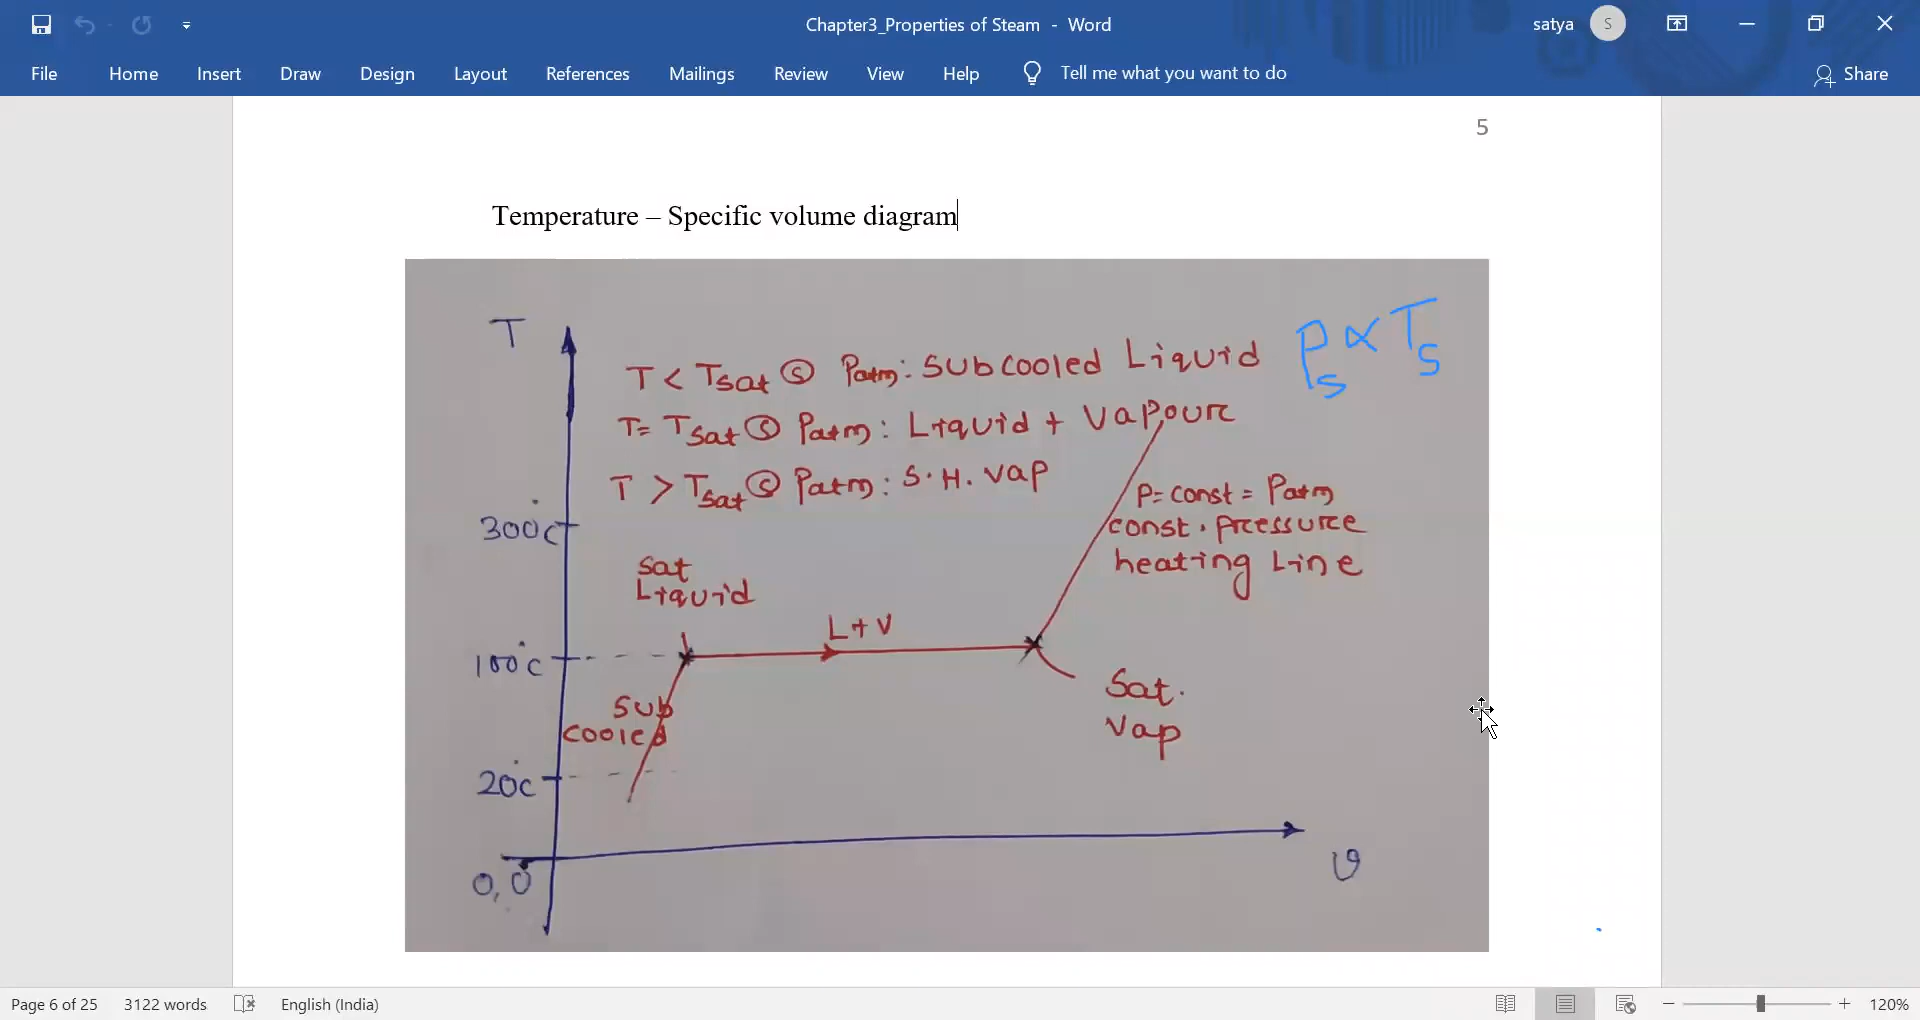 Chapter3_Properties of Steam - Word
satya
S
File Home Insert Draw Design Layout References Mailings Review View Help Tell me what you want to do Share
5
Temperature – Specific volume diagram
T
T < Tsat @ Patm: Subcooled Liquid
Ps ∝ Ts
T= Tsat @ Patm: Liquid + Vapour
T > Tsat @ Patm: S.H. Vap
P= const = Patm
const. pressure
heating Line
300°C
Sat
Liquid
L+V
100°C
Sat.
Vap
Sub
cooled
20°C
υ
0,0
Page 6 of 25 3122 words English (India) 120%